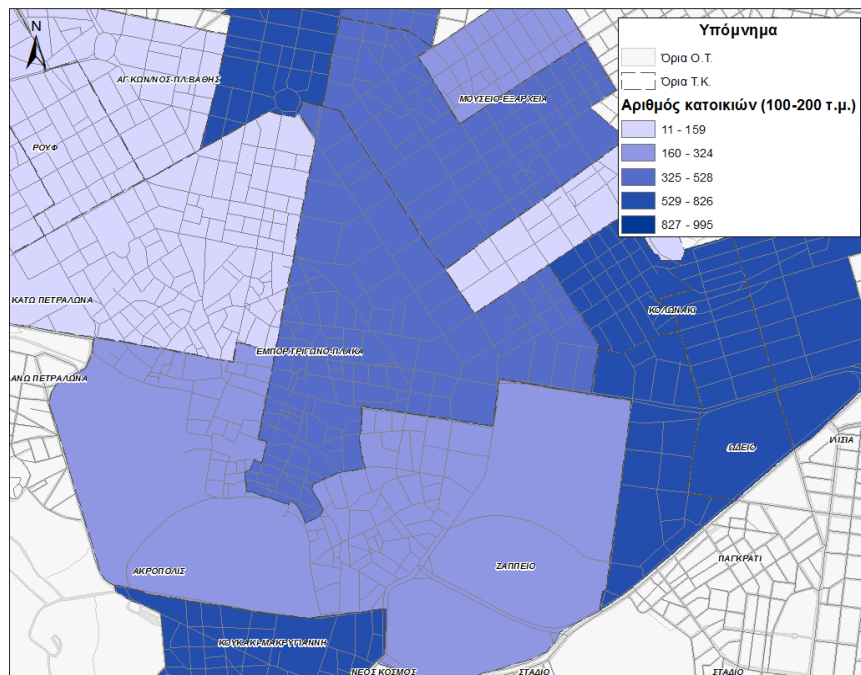 N
Υπόμνημα
Όρια Ο.Τ.
Όρια Τ.Κ.
Αριθμός κατοικιών (100-200 τ.μ.)
11 - 159
160 - 324
325 - 528
529 - 826
827 - 995
ΑΓ.ΚΩΝ/ΝΟΣ-ΠΛ.ΒΑΘΗΣ
ΜΟΥΣΕΙΟ-ΕΞΑΡΧΕΙΑ
ΡΟΥΦ
ΚΑΤΩ ΠΕΤΡΑΛΩΝΑ
ΚΟΛΩΝΑΚΙ
ΕΜΠΟΡ.ΤΡΙΓΩΝΟ-ΠΛΑΚΑ
ΑΝΩ ΠΕΤΡΑΛΩΝΑ
ΙΛΙΣΙΑ
ΩΔΕΙΟ
ΠΑΓΚΡΑΤΙ
ΖΑΠΠΕΙΟ
ΑΚΡΟΠΟΛΙΣ
ΚΟΥΚΑΚΙ-ΜΑΚΡΥΓΙΑΝΝΗ
ΝΕΟΣ ΚΟΣΜΟΣ
ΣΤΑΔΙΟ
ΣΤΑΔΙΟ